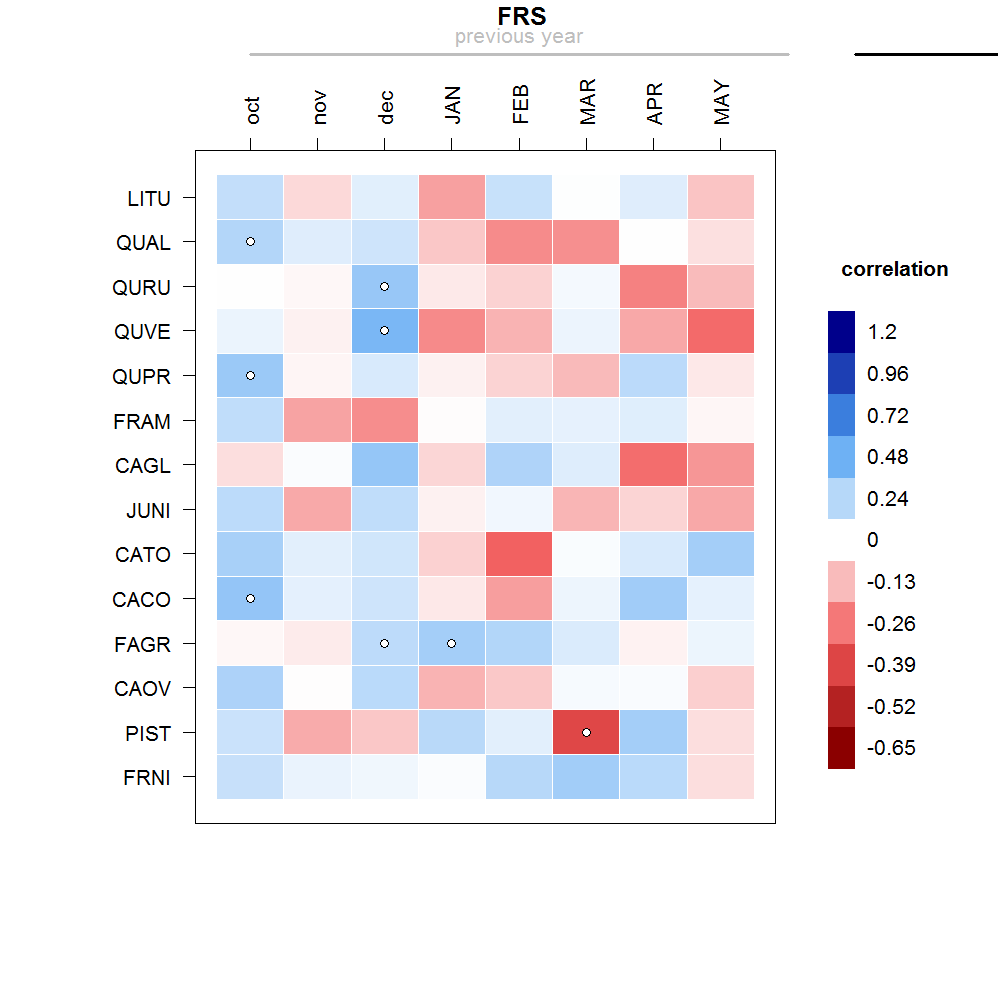 FRS
previous year
oct nov dec JAN FEB MAR APR MAY
LITU
QUAL
QURU
QUVE
QUPR
FRAM
CAGL
JUNI
CATO
CACO
FAGR
CAOV
PIST
FRNI
correlation
1.2
0.96
0.72
0.48
0.24
0
-0.13
-0.26
-0.39
-0.52
-0.65